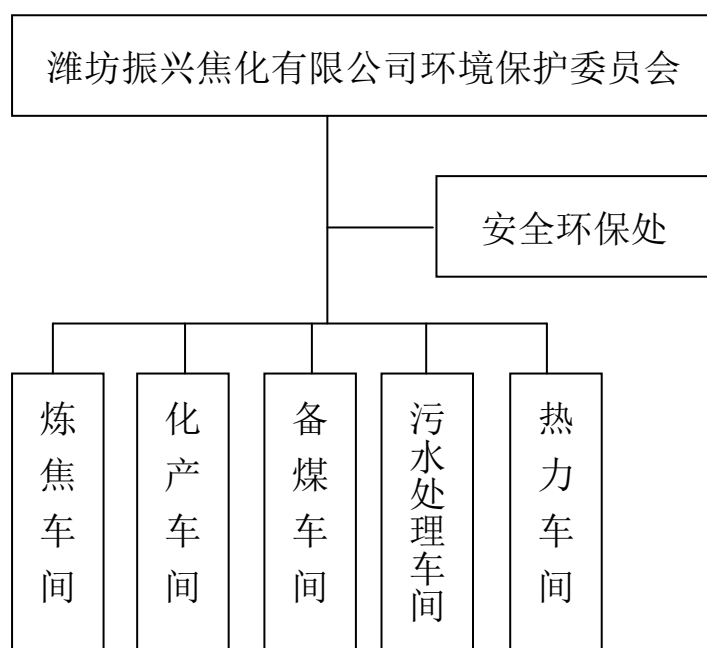 潍坊振兴焦化有限公司环境保护委员会
安全环保处
炼焦车间
化产车间
备煤车间
污水处理车间
热力车间